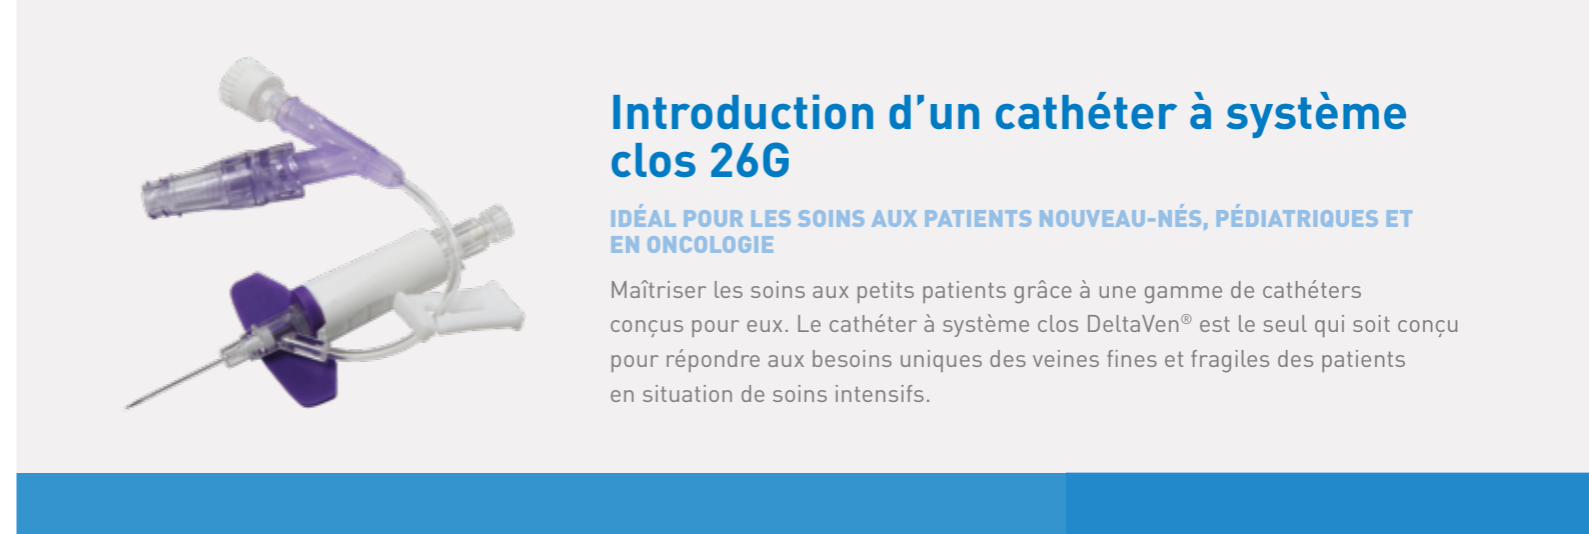 Introduction d’un cathéter à système
clos 26G
IDÉAL POUR LES SOINS AUX PATIENTS NOUVEAU-NÉS, PÉDIATRIQUES ET
EN ONCOLOGIE
Maîtriser les soins aux petits patients grâce à une gamme de cathéters
conçus pour eux. Le cathéter à système clos DeltaVen® est le seul qui soit conçu
pour répondre aux besoins uniques des veines fines et fragiles des patients
en situation de soins intensifs.